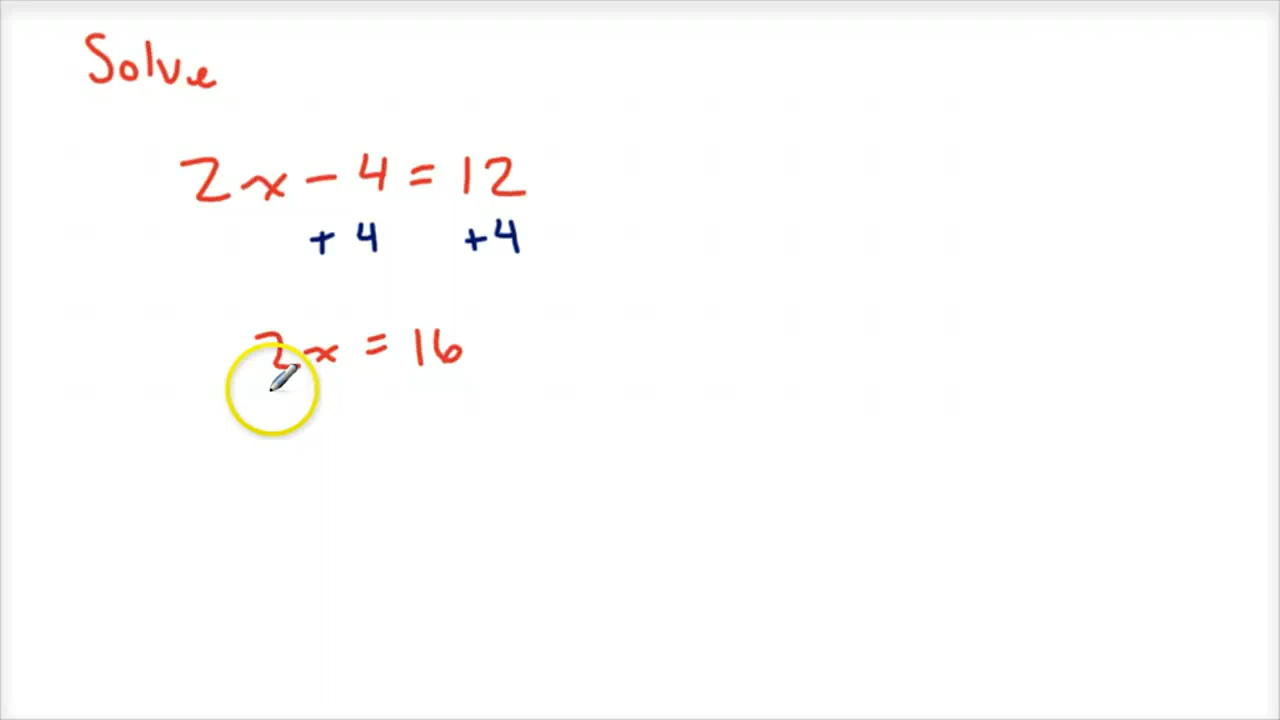 Solve
2x - 4 = 12
+ 4 +4
2x = 16